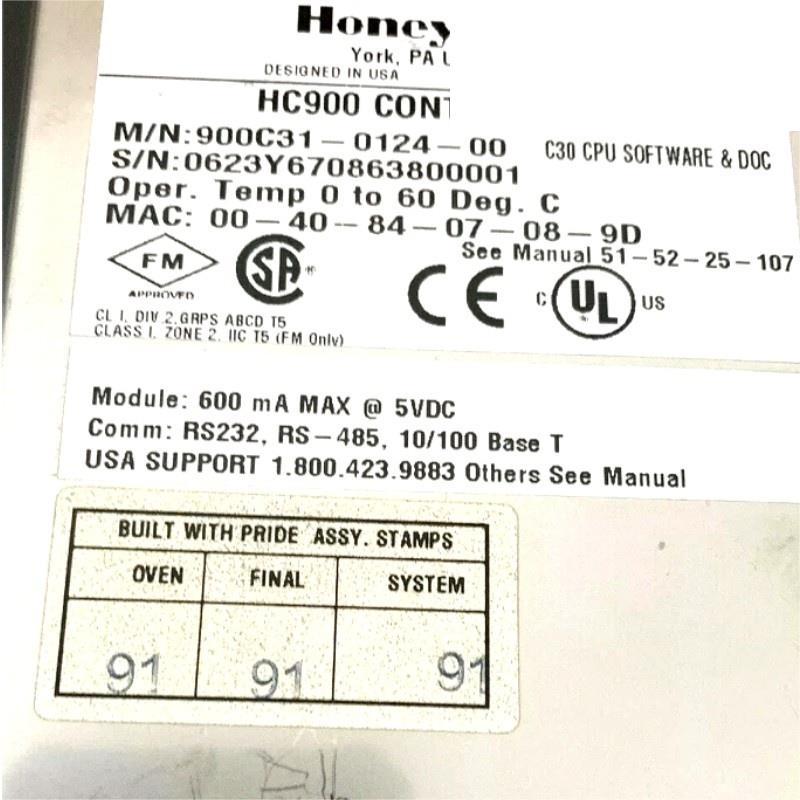 Honey
York, PA U
DESIGNED IN USA
HC900 CONT
M/N:900C31-0124-00
C30 CPU SOFTWARE & DOC
S/N:0623Y670863800001
Oper. Temp 0 to 60 Deg. C
MAC: 00-40-84-07-08-9D
See Manual 51-52-25-107
FM
APPROVED
SA
CE
C UL US
CL I, DIV 2,GRPS ABCD T5
CLASS I, ZONE 2, IIC T5 (FM Only)
Module: 600 mA MAX @ 5VDC
Comm: RS232, RS-485, 10/100 Base T
USA SUPPORT 1.800.423.9883 Others See Manual
BUILT WITH PRIDE ASSY. STAMPS
OVEN FINAL SYSTEM
91 91 91